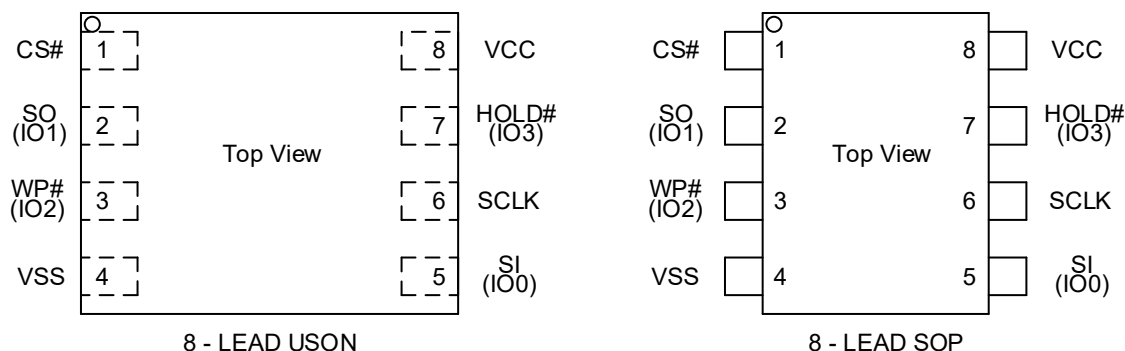 CS# 1 8 VCC
SO
(IO1) 2 7 HOLD#
(IO3)
Top View
WP#
(IO2) 3 6 SCLK
VSS 4 5 SI
(IO0)
8 - LEAD USON
CS# 1 8 VCC
SO
(IO1) 2 7 HOLD#
(IO3)
Top View
WP#
(IO2) 3 6 SCLK
VSS 4 5 SI
(IO0)
8 - LEAD SOP